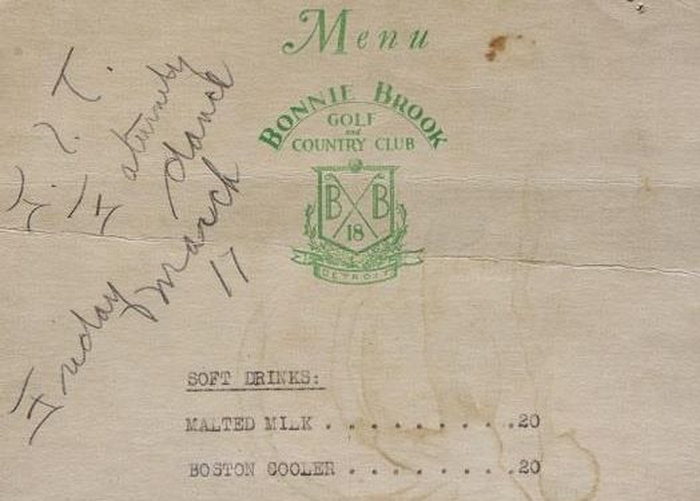 Menu
BONNIE BROOK
GOLF
and
COUNTRY CLUB
B B
18
DETROIT
Fraternity
dance
Friday
March
17
SOFT DRINKS:
MALTED MILK . . . . . . . . . .20
BOSTON COOLER . . . . . . . . .20